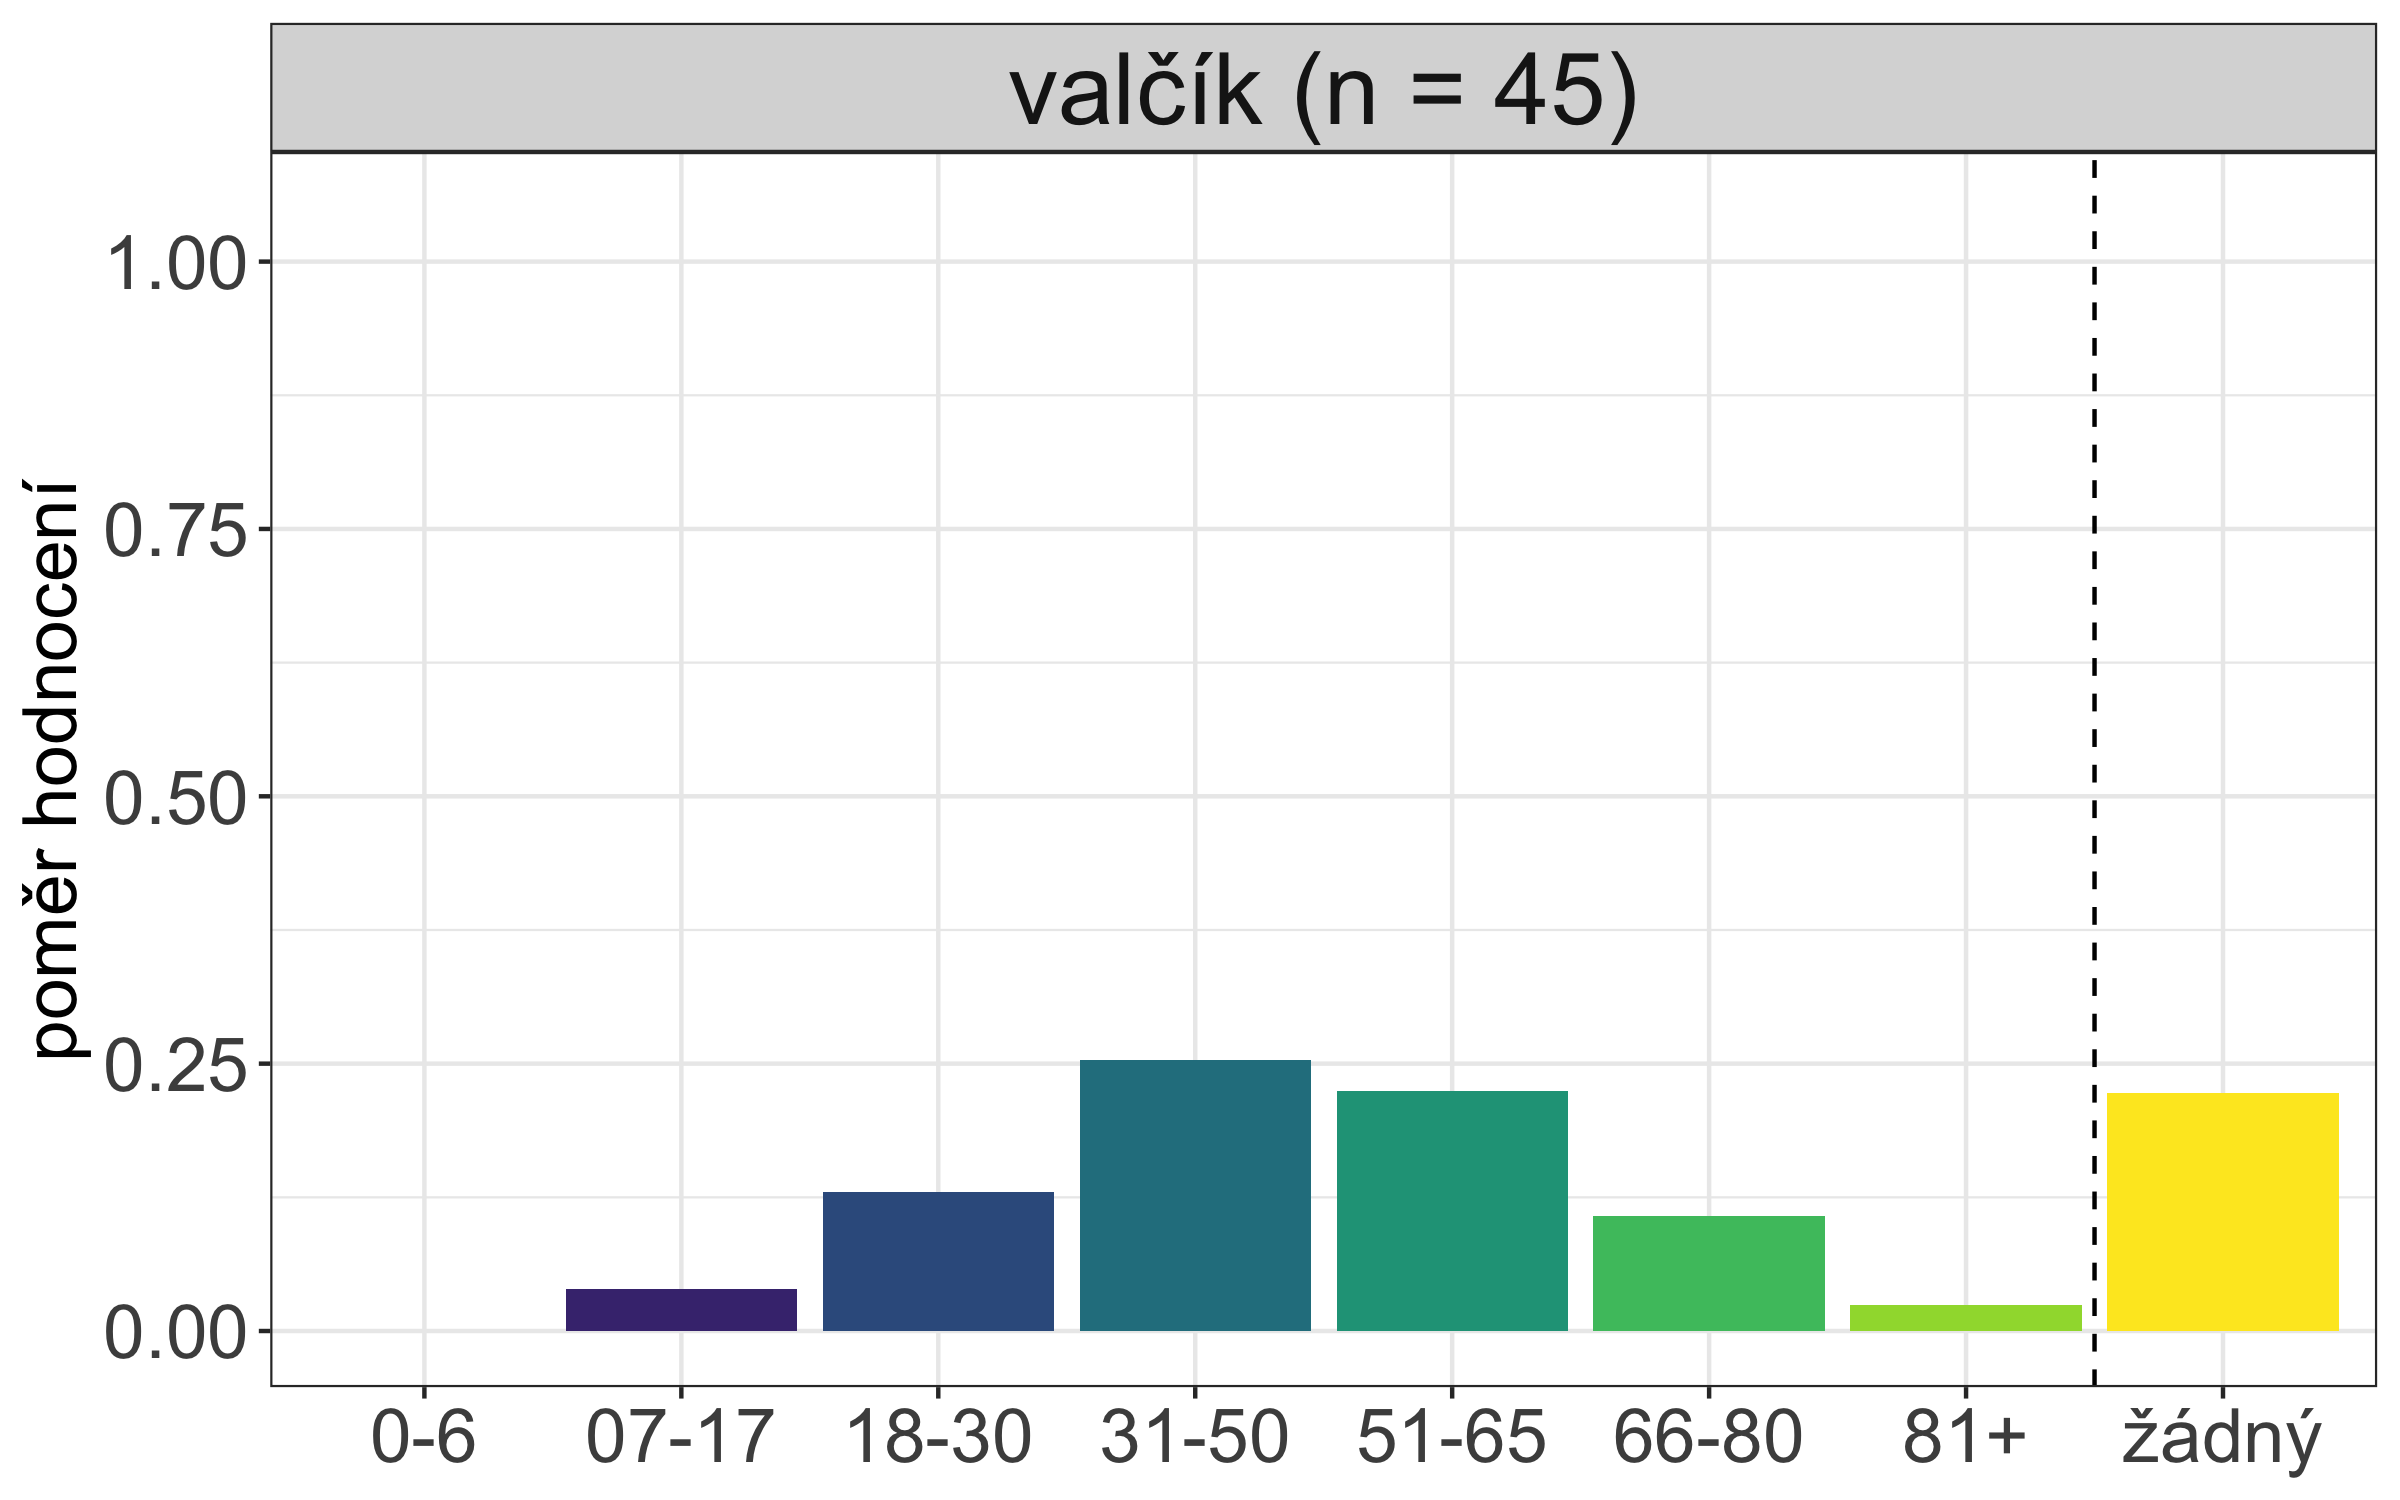 valčík (n = 45)
poměr hodnocení
1.00
0.75
0.50
0.25
0.00
0-6 07-17 18-30 31-50 51-65 66-80 81+ žádný